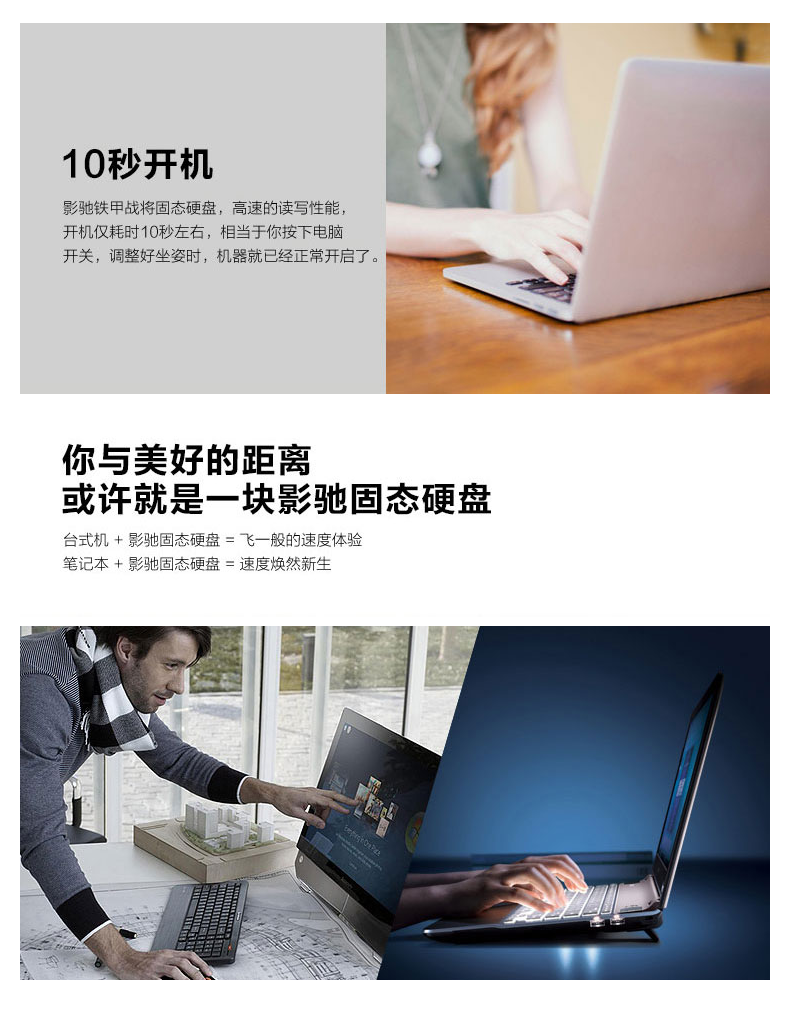 10秒开机
影驰铁甲战将固态硬盘，高速的读写性能，
开机仅耗时10秒左右，相当于你按下电脑
开关，调整好坐姿时，机器就已经正常开启了。
你与美好的距离
或许就是一块影驰固态硬盘
台式机 + 影驰固态硬盘 = 飞一般的速度体验
笔记本 + 影驰固态硬盘 = 速度焕然新生
Everything In One Place